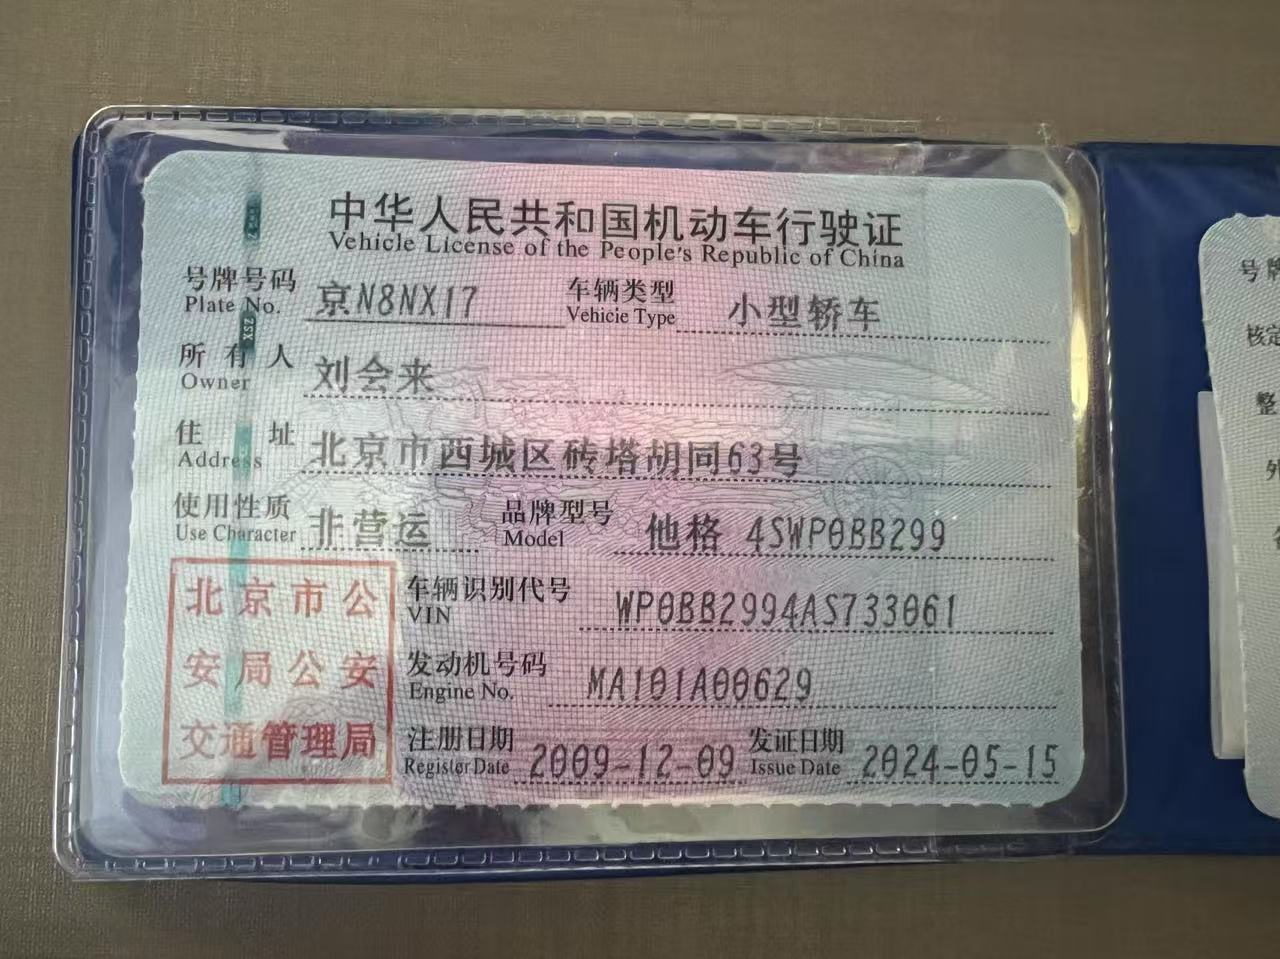 中华人民共和国机动车行驶证
Vehicle License of the People's Republic of China
号牌号码 京N8NX17 车辆类型 小型轿车
Plate No. Vehicie Type
所有人 刘会来
Owner
住址 北京市西城区砖塔胡同63号
Address
使用性质 非营运 品牌型号 他格 4SWP0BB299
Use Character Model
车辆识别代号 WP0BB2994AS733061
VIN
发动机号码 MA101A00629
Engine No.
注册日期 2009-12-09 发证日期 2024-05-15
Register Date Issue Date
北京市公
安局公安
交通管理局
号牌
核定
整
外